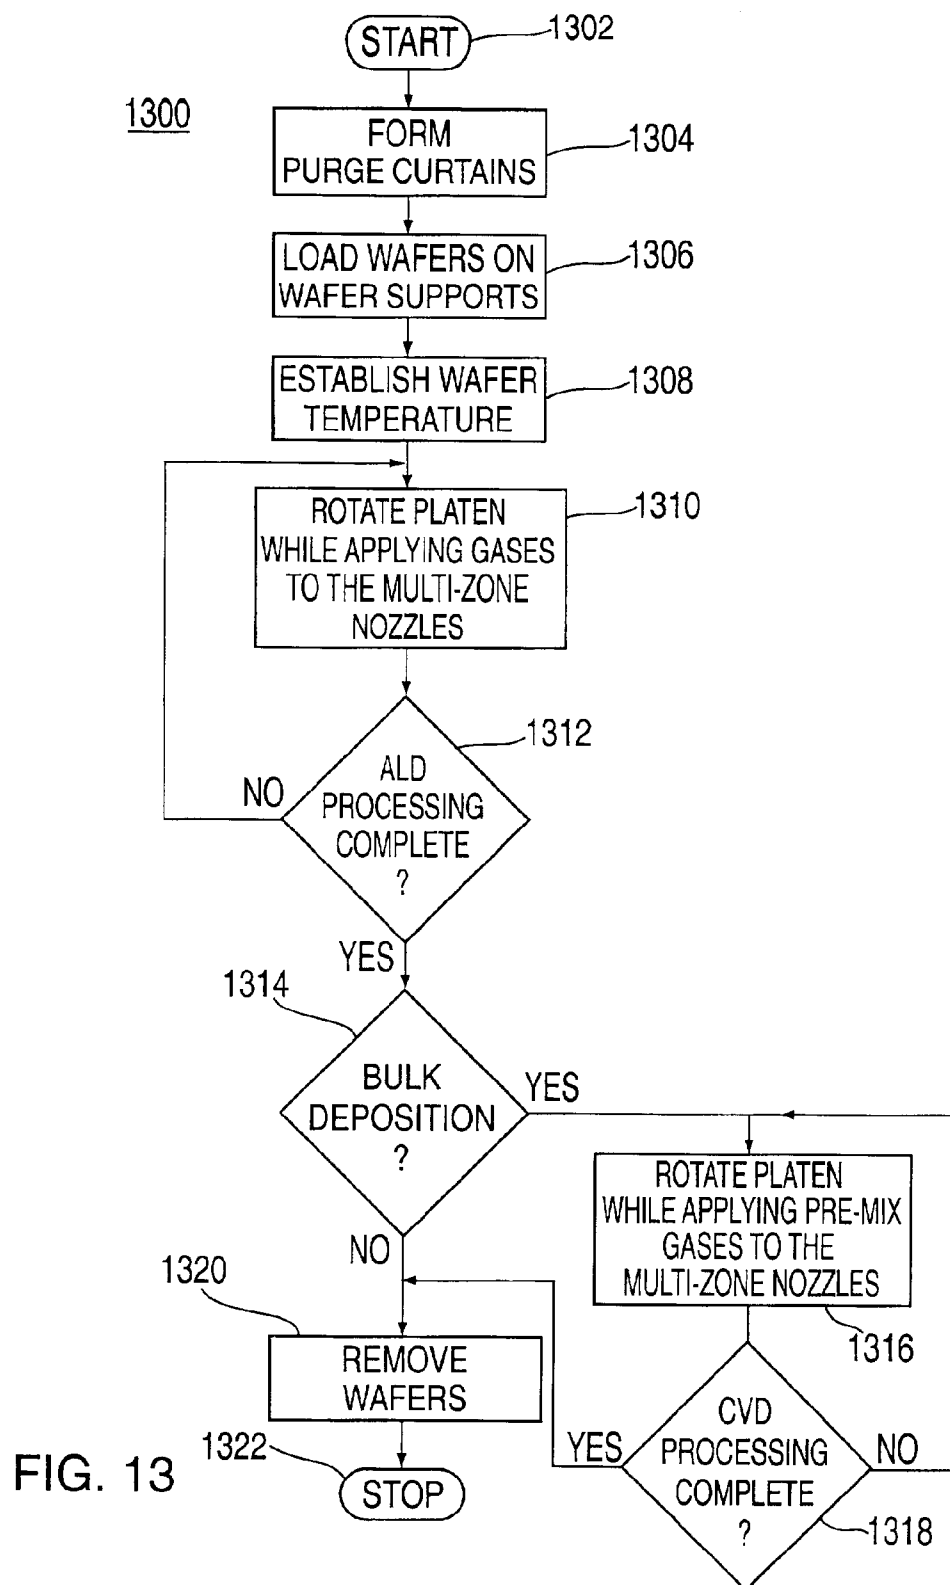 START
1302
1300
FORM
PURGE CURTAINS
1304
LOAD WAFERS ON
WAFER SUPPORTS
1306
ESTABLISH WAFER
TEMPERATURE
1308
ROTATE PLATEN
WHILE APPLYING GASES
TO THE MULTI-ZONE
NOZZLES
1310
ALD
PROCESSING
COMPLETE
?
1312
NO
YES
1314
BULK
DEPOSITION
?
YES
NO
ROTATE PLATEN
WHILE APPLYING PRE-MIX
GASES TO THE
MULTI-ZONE NOZZLES
1316
1320
REMOVE
WAFERS
CVD
PROCESSING
COMPLETE
?
YES
NO
1318
1322
STOP
FIG. 13